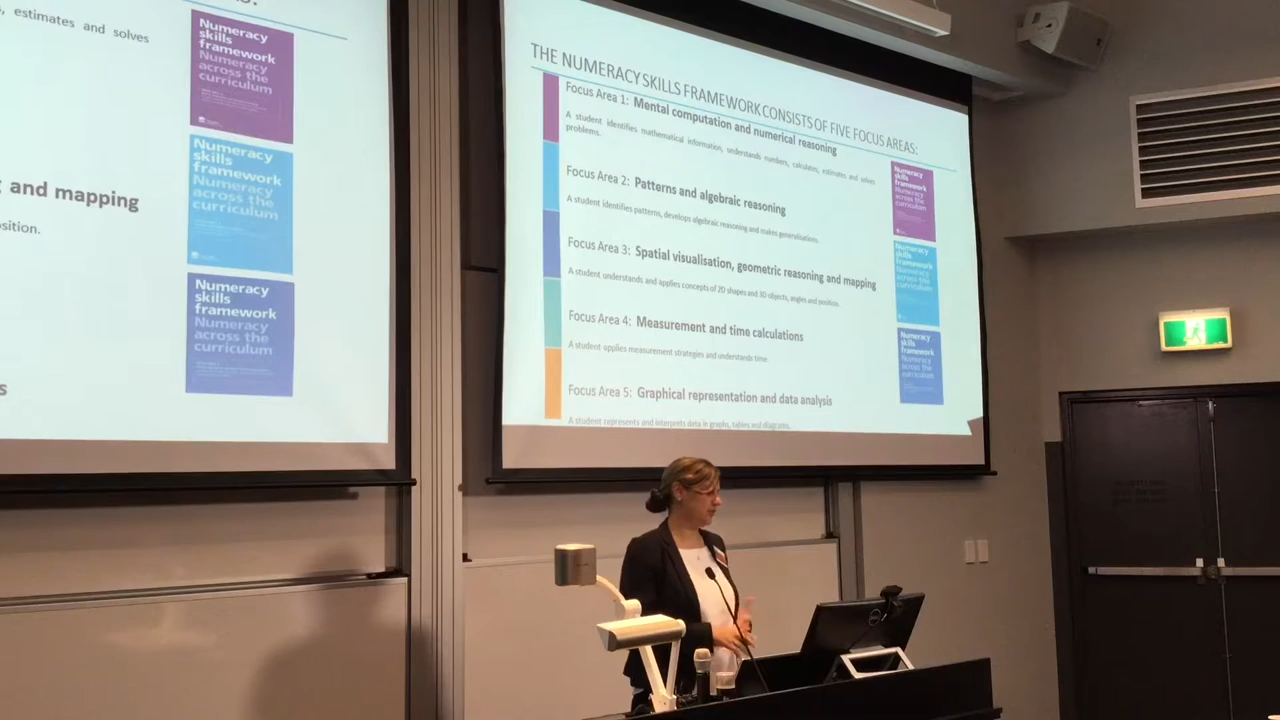 , estimates and solves
Numeracy
skills
framework
Numeracy
across the
curriculum
Numeracy
skills
framework
Numeracy
across the
curriculum
and mapping
sition.
Numeracy
skills
framework
Numeracy
across the
curriculum
s
THE NUMERACY SKILLS FRAMEWORK CONSISTS OF FIVE FOCUS AREAS:
Focus Area 1: Mental computation and numerical reasoning
A student identifies mathematical information, understands numbers, calculates, estimates and solves
problems.
Focus Area 2: Patterns and algebraic reasoning
A student identifies patterns, develops algebraic reasoning and makes generalisations.
Focus Area 3: Spatial visualisation, geometric reasoning and mapping
A student understands and applies concepts of 2D shapes and 3D objects, angles and position.
Focus Area 4: Measurement and time calculations
A student applies measurement strategies and understands time.
Focus Area 5: Graphical representation and data analysis
A student represents and interprets data in graphs, tables and diagrams.
Numeracy
skills
framework
Numeracy
across the
curriculum
Numeracy
skills
framework
Numeracy
across the
curriculum
Numeracy
skills
framework
Numeracy
across the
curriculum
DELL